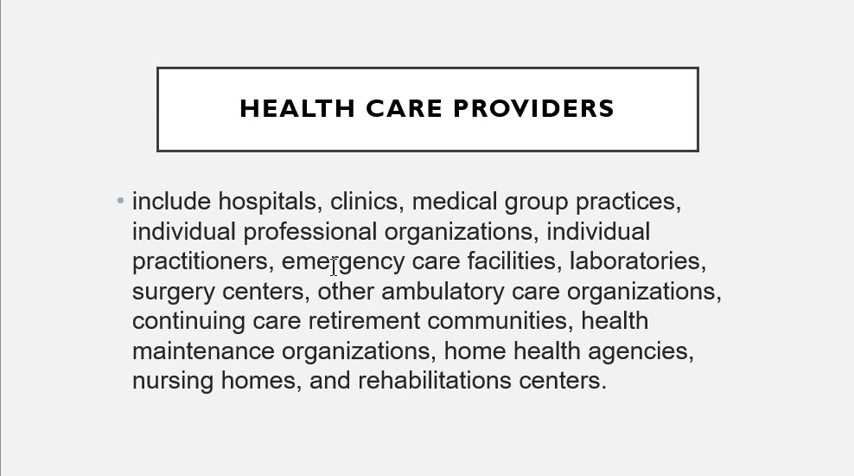 HEALTH CARE PROVIDERS
• include hospitals, clinics, medical group practices,
individual professional organizations, individual
practitioners, emergency care facilities, laboratories,
surgery centers, other ambulatory care organizations,
continuing care retirement communities, health
maintenance organizations, home health agencies,
nursing homes, and rehabilitations centers.